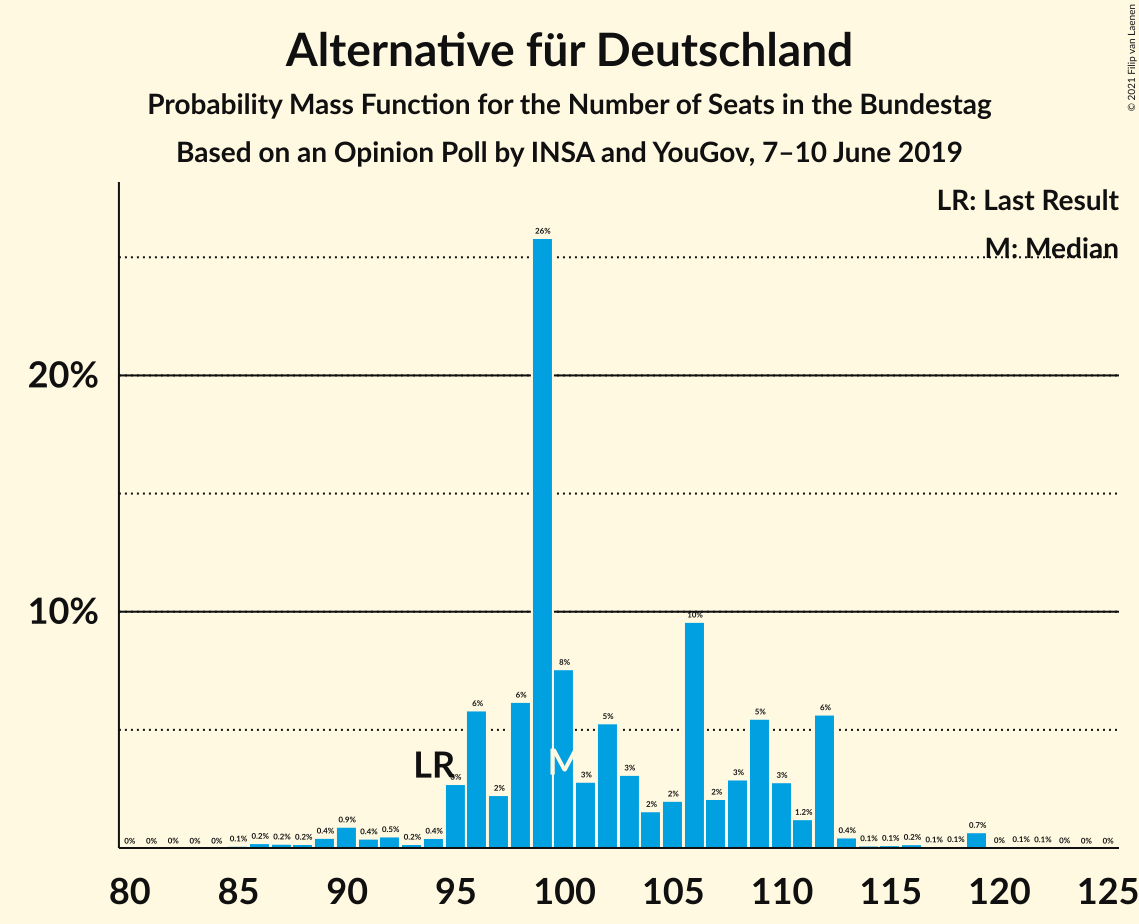 © 2021 Filip van Laenen
Alternative für Deutschland
Probability Mass Function for the Number of Seats in the Bundestag
Based on an Opinion Poll by INSA and YouGov, 7–10 June 2019
LR: Last Result
M: Median
20%
10%
0% 0% 0% 0% 0% 0.1% 0.2% 0.2% 0.2% 0.4% 0.9% 0.4% 0.5% 0.2% 0.4% 3% 6% 2% 6% 26% 8% 3% 5% 3% 2% 2% 10% 2% 3% 5% 3% 1.2% 6% 0.4% 0.1% 0.1% 0.2% 0.1% 0.1% 0.7% 0% 0.1% 0.1% 0% 0% 0%
LR
M
80 85 90 95 100 105 110 115 120 125